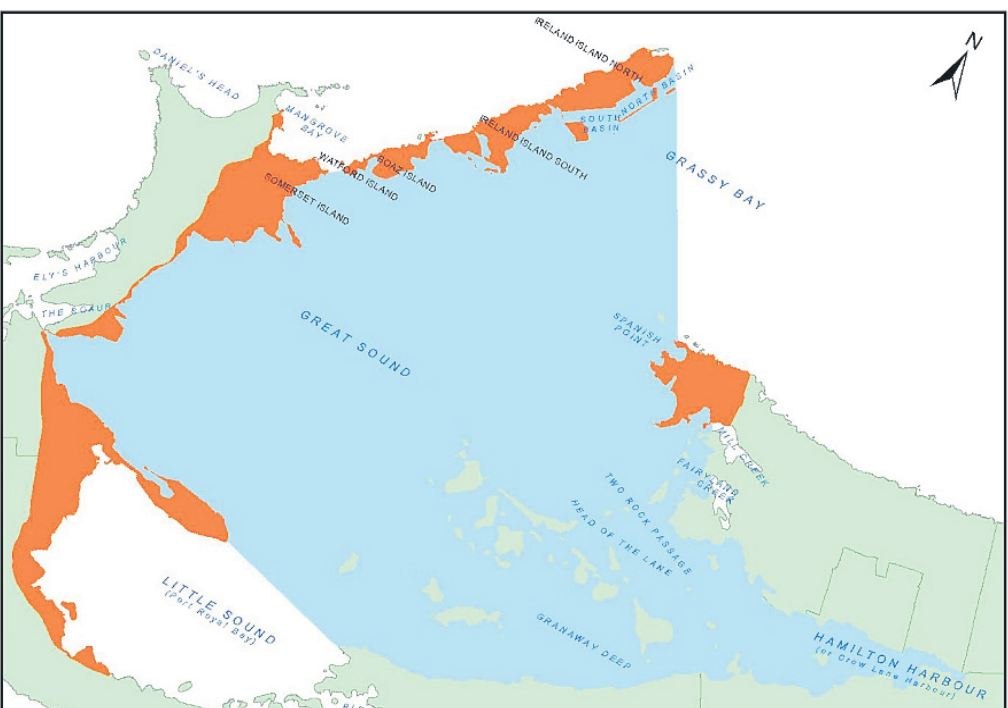 IRELAND ISLAND NORTH
N
DANIEL'S HEAD
MANGROVE
BAY
NORTH BASIN
SOUTH
BASIN
IRELAND ISLAND SOUTH
GRASSY BAY
WATFORD ISLAND
BOAZ ISLAND
SOMERSET ISLAND
ELY'S HARBOUR
THE SCAUR
GREAT SOUND
SPANISH
POINT
MILL CREEK
FAIRYLAND
CREEK
TWO ROCK PASSAGE
HEAD OF THE LANE
LITTLE SOUND
(Port Royal Bay)
GRANAWAY DEEP
HAMILTON HARBOUR
(or Crow Lane Harbour)